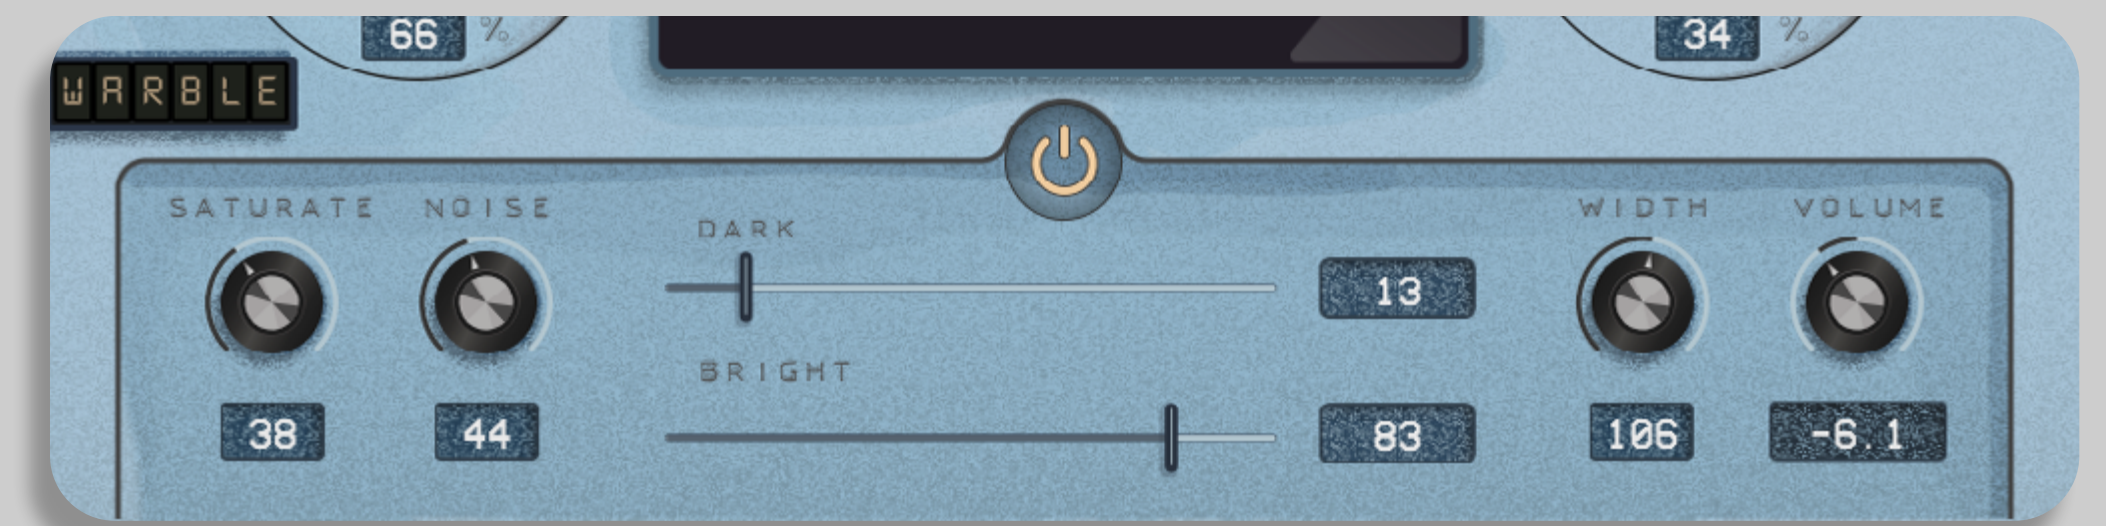 66 % 34 %
WARBLE
SATURATE NOISE WIDTH VOLUME
DARK
13
BRIGHT
38 44 83 106 -6.1